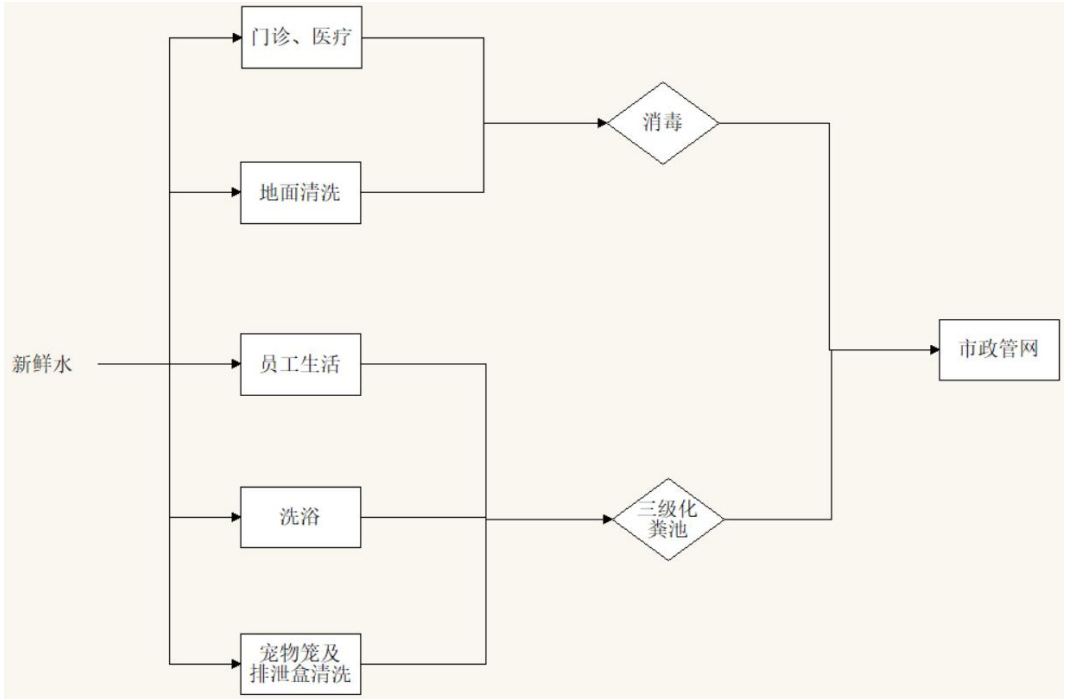 门诊、医疗
消毒
地面清洗
新鲜水
员工生活
市政管网
洗浴
三级化
粪池
宠物笼及
排泄盒清洗